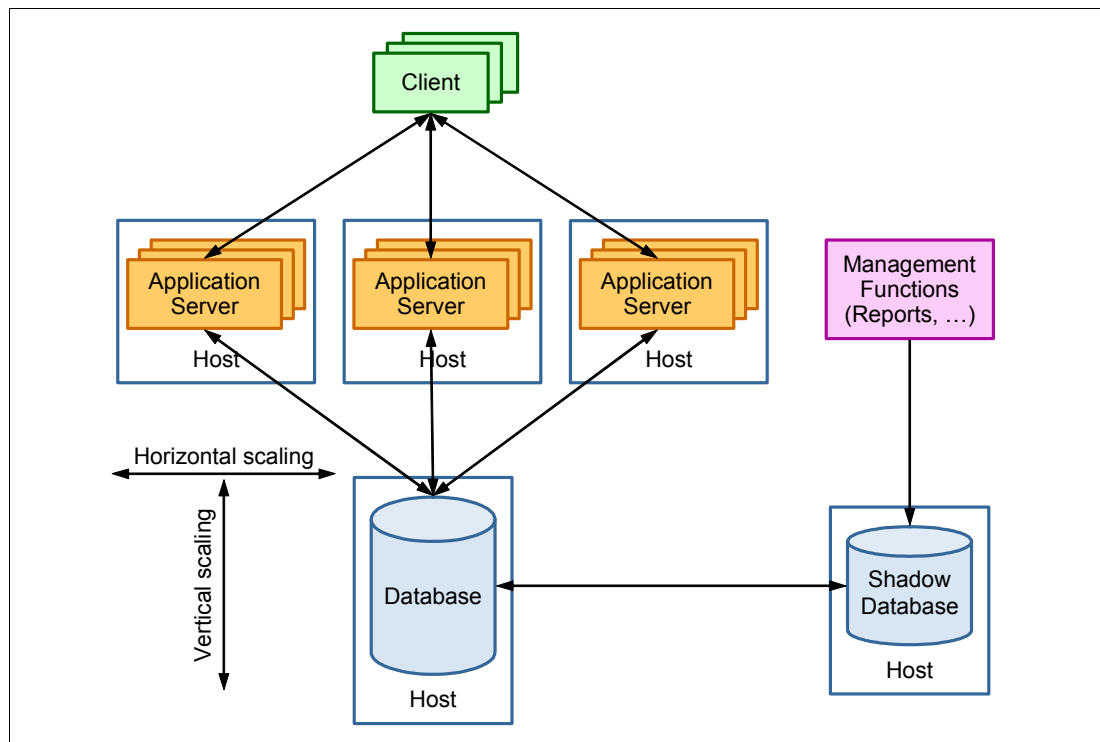 Client
Application
Server
Host
Application
Server
Host
Application
Server
Host
Management
Functions
(Reports, …)
Horizontal scaling
Vertical scaling
Database
Host
Shadow
Database
Host